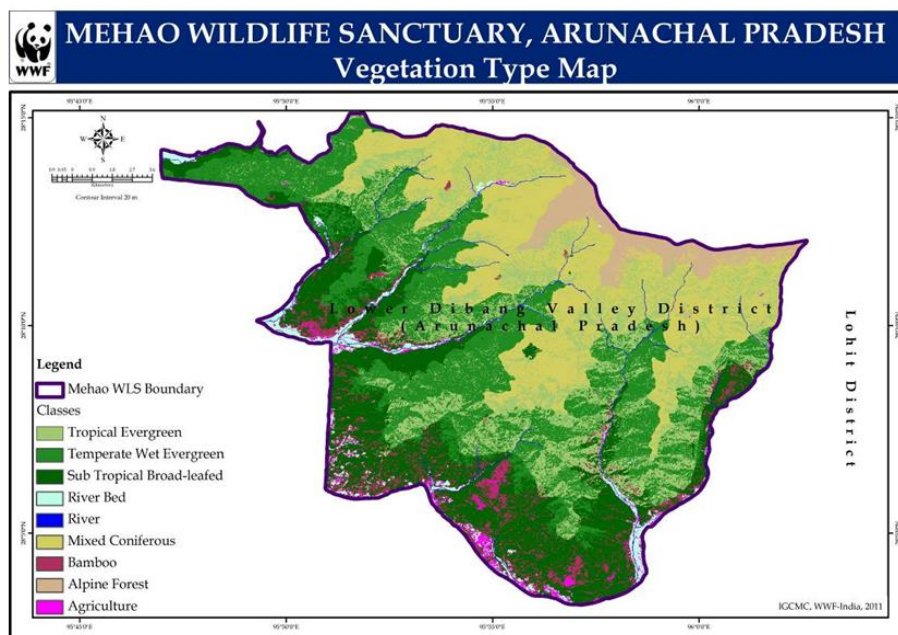 MEHAO WILDLIFE SANCTUARY, ARUNACHAL PRADESH
WWF
Vegetation Type Map
N
W E
S
Kilometers
Contour Interval 20 m
Lower Dibang Valley District
(Arunachal Pradesh)
Lohit District
Legend
Mehao WLS Boundary
Classes
Tropical Evergreen
Temperate Wet Evergreen
Sub Tropical Broad-leafed
River Bed
River
Mixed Coniferous
Bamboo
Alpine Forest
Agriculture
IGCMC, WWF-India, 2011